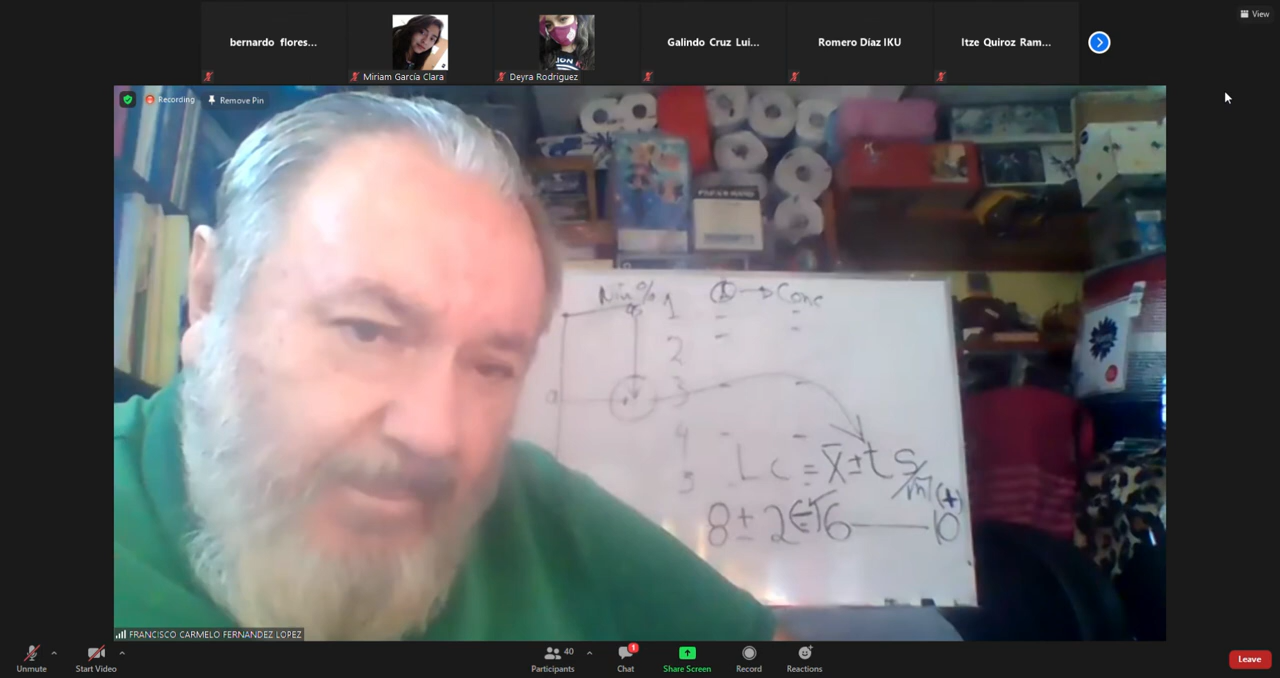 View
bernardo flores...
Galindo Cruz Lui...
Romero Díaz IKU
Itze Quiroz Ram...
Miriam García Clara
Deyra Rodriguez
Recording
Remove Pin
Niv %
1
→ Conc
2
3
4
5
Lc = x̄ ± t s/√n
8 ± 2
6 — 10
(+)
FRANCISCO CARMELO FERNANDEZ LOPEZ
Unmute
Start Video
Participants
40
Chat
1
Share Screen
Record
Reactions
Leave